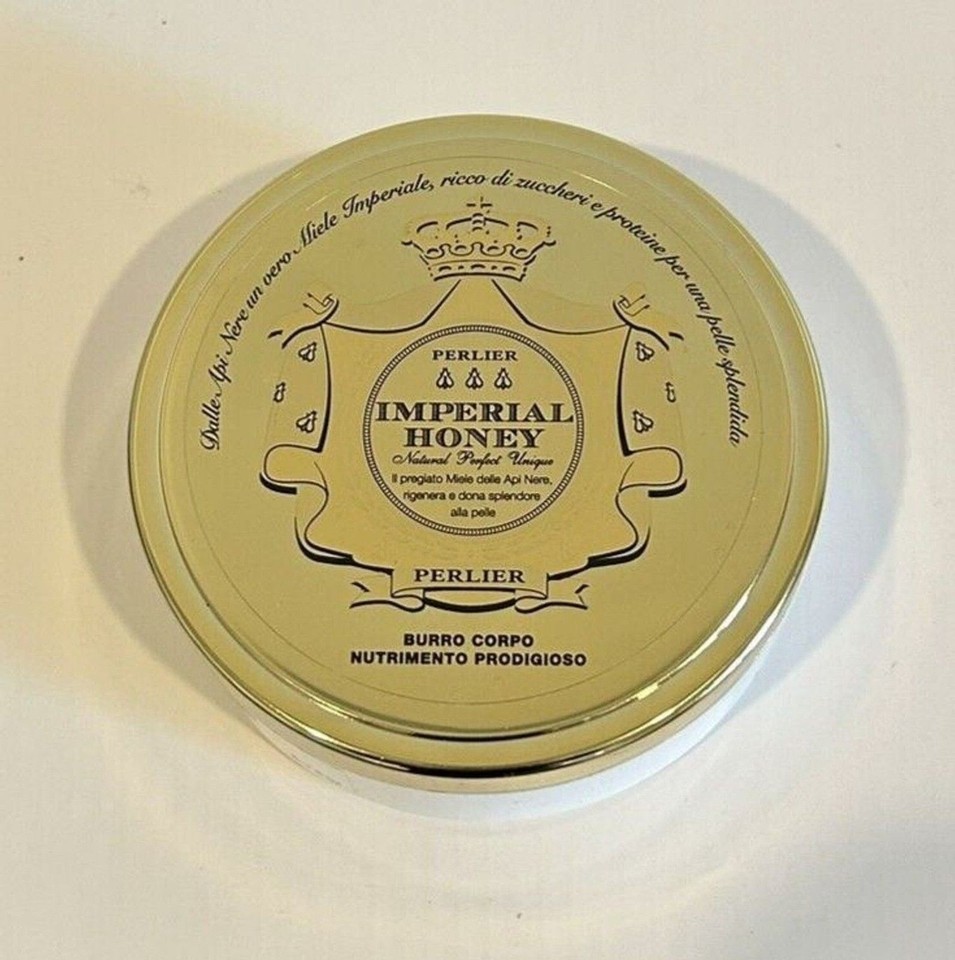 Dalle Api Nere un vero Miele Imperiale, ricco di zuccheri e proteine per una pelle splendida
PERLIER
IMPERIAL
HONEY
Natural Perfect Unique
Il pregiato Miele delle Api Nere,
rigenera e dona splendore
alla pelle
PERLIER
BURRO CORPO
NUTRIMENTO PRODIGIOSO